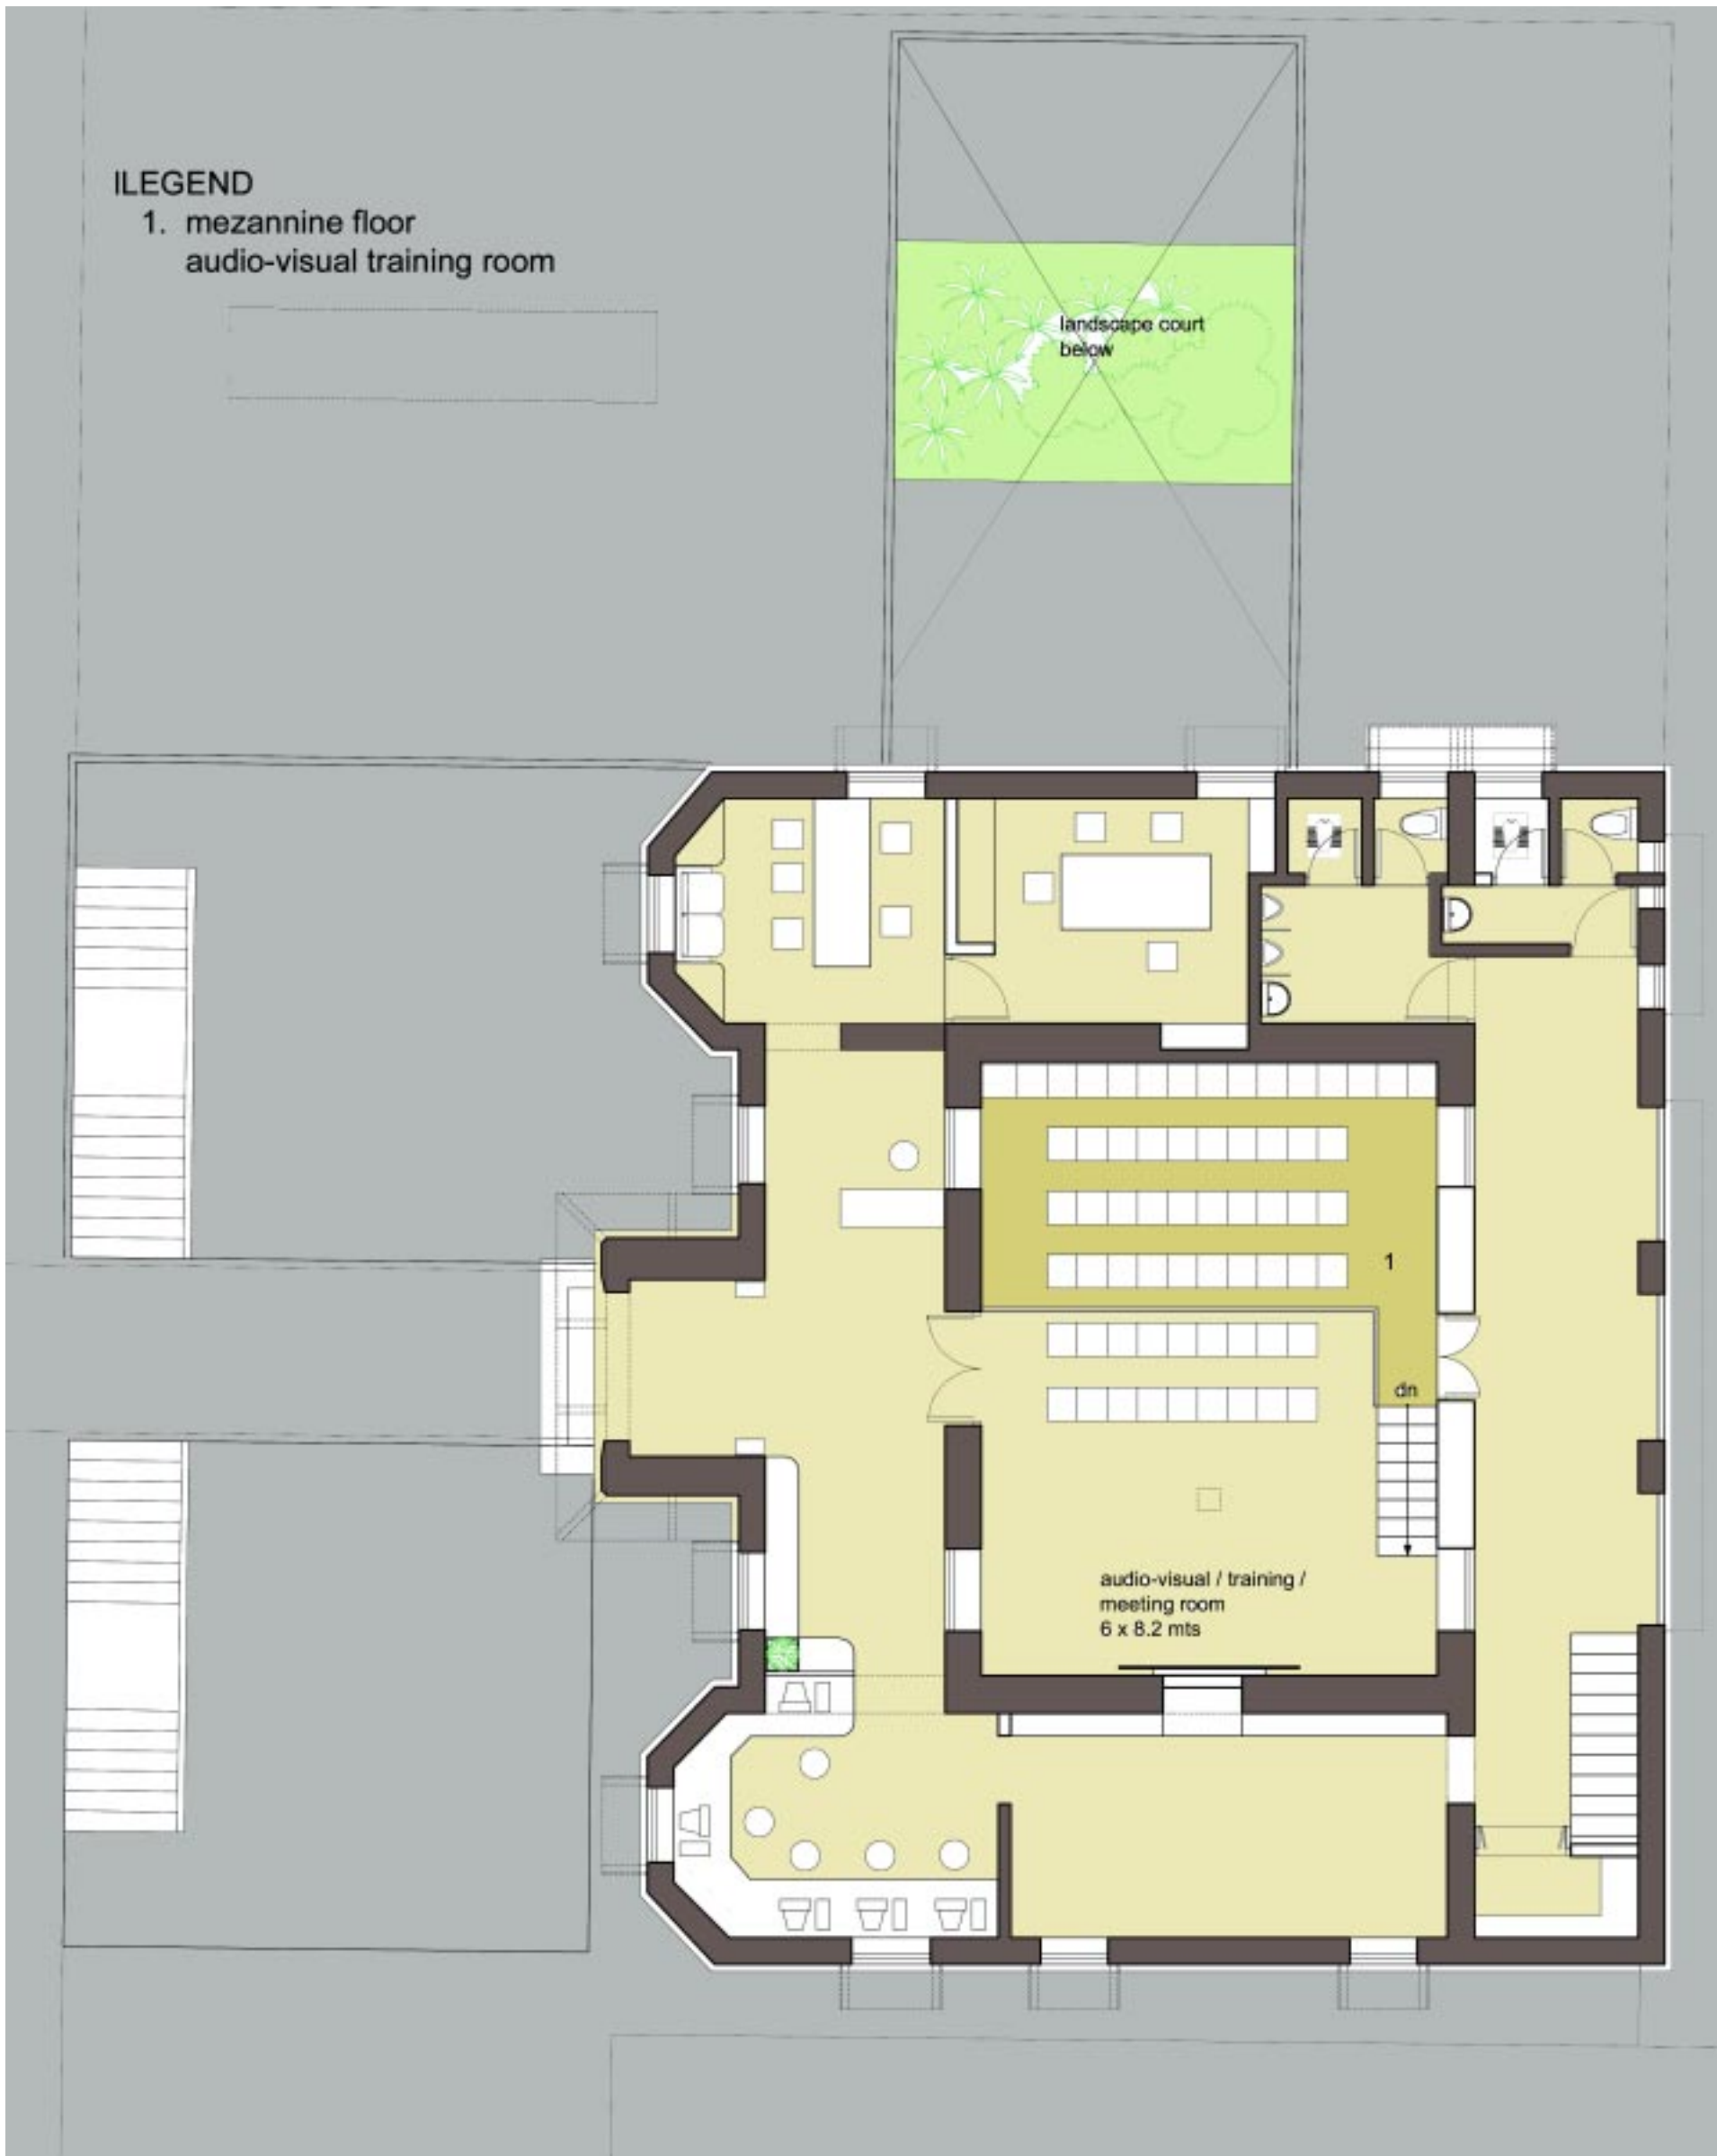 ILEGEND
1. mezannine floor
audio-visual training room
landscape court
below
1
dn
audio-visual / training /
meeting room
6 x 8.2 mts